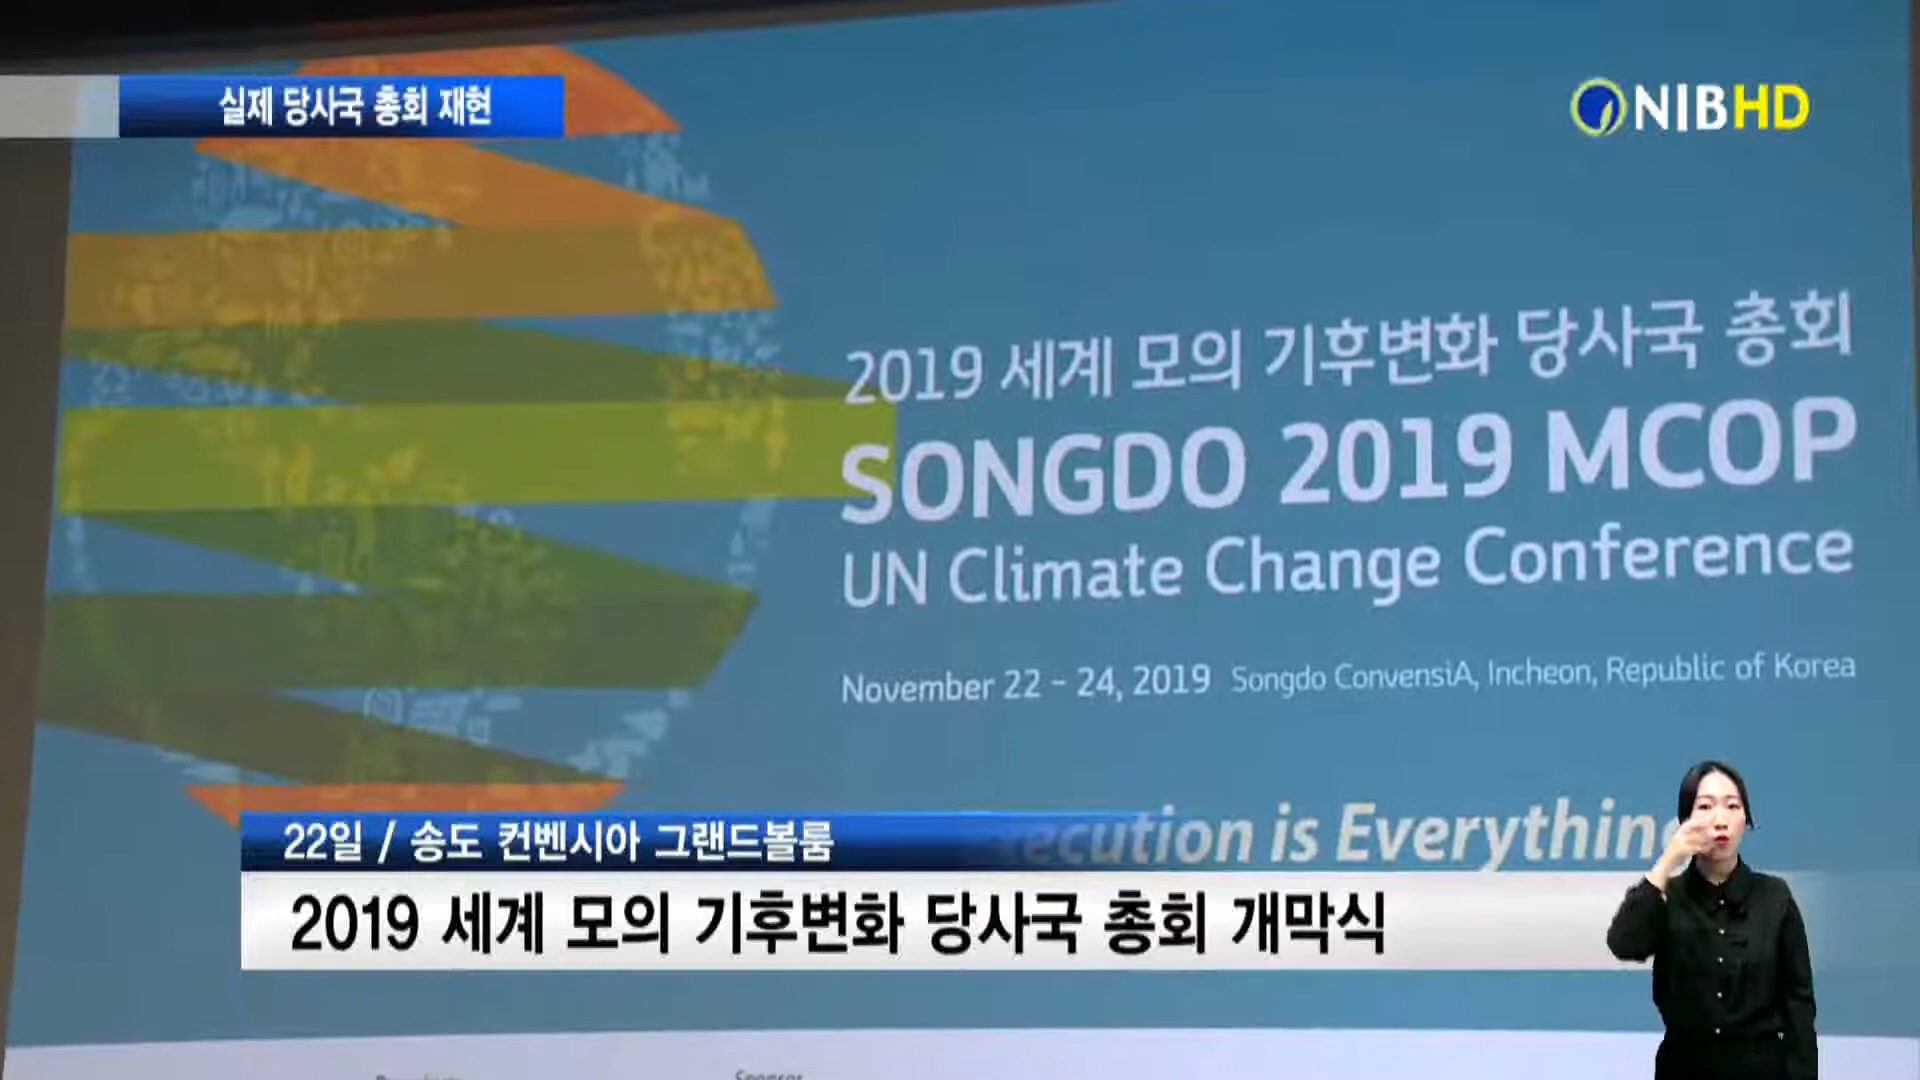 실제 당사국 총회 재현
NIBHD
2019 세계 모의 기후변화 당사국 총회
SONGDO 2019 MCOP
UN Climate Change Conference
November 22 - 24, 2019 Songdo ConvensiA, Incheon, Republic of Korea
is Everything
22일 / 송도 컨벤시아 그랜드볼룸
2019 세계 모의 기후변화 당사국 총회 개막식
Sponsor